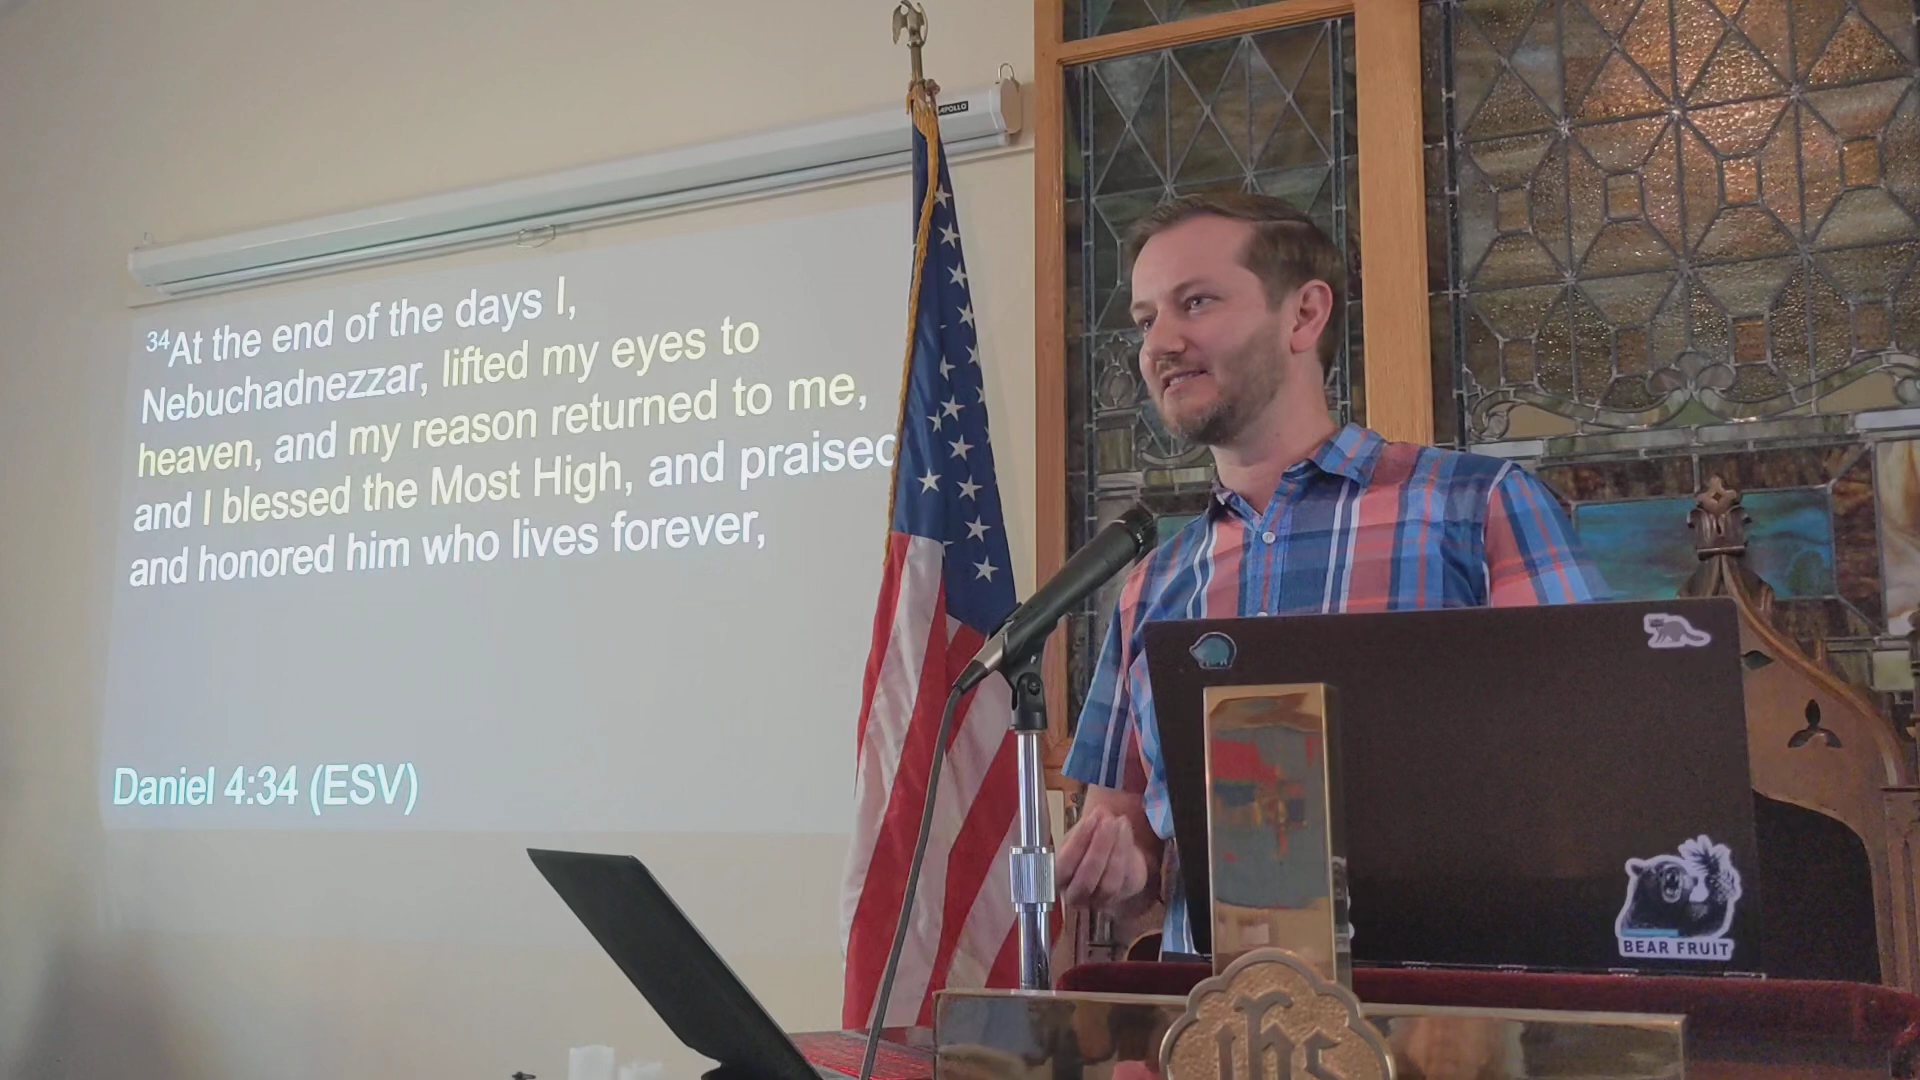 APOLLO
34At the end of the days I,
Nebuchadnezzar, lifted my eyes to
heaven, and my reason returned to me,
and I blessed the Most High, and praised
and honored him who lives forever,
Daniel 4:34 (ESV)
BEAR FRUIT
ihs